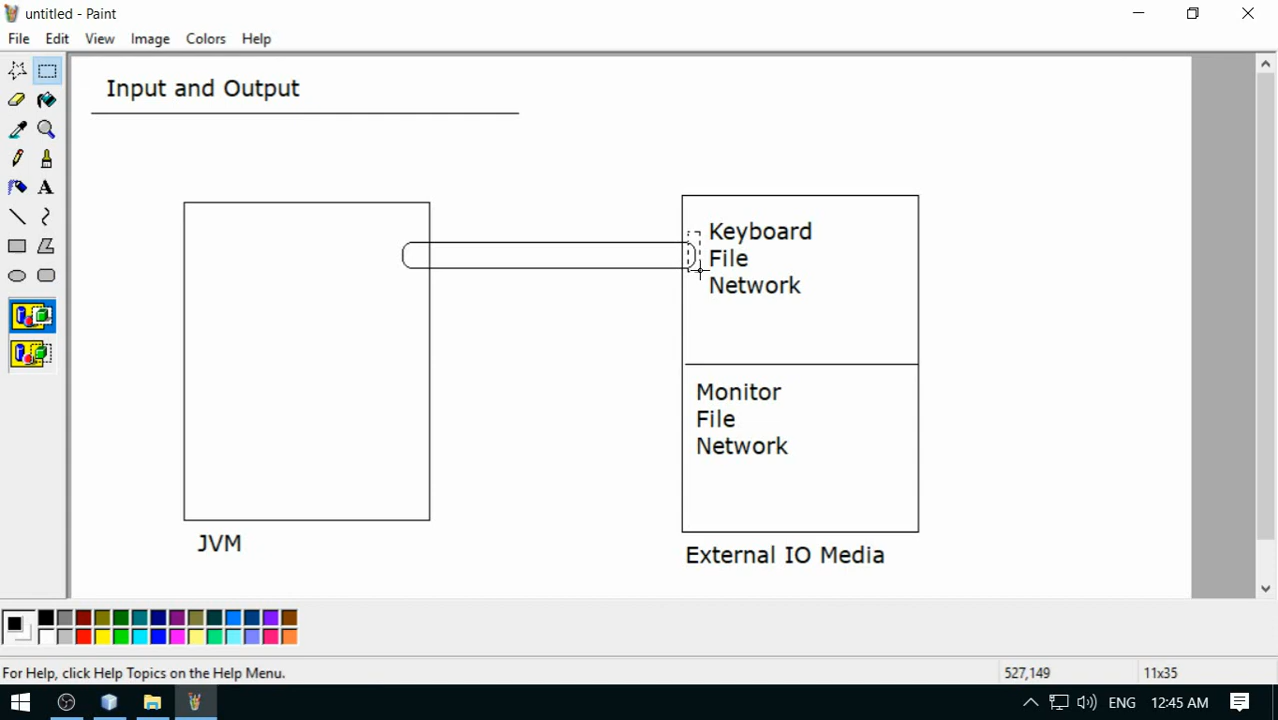 untitled - Paint
File Edit View Image Colors Help
Input and Output
Keyboard
File
Network
Monitor
File
Network
JVM
External IO Media
For Help, click Help Topics on the Help Menu.
527,149
11x35
ENG
12:45 AM